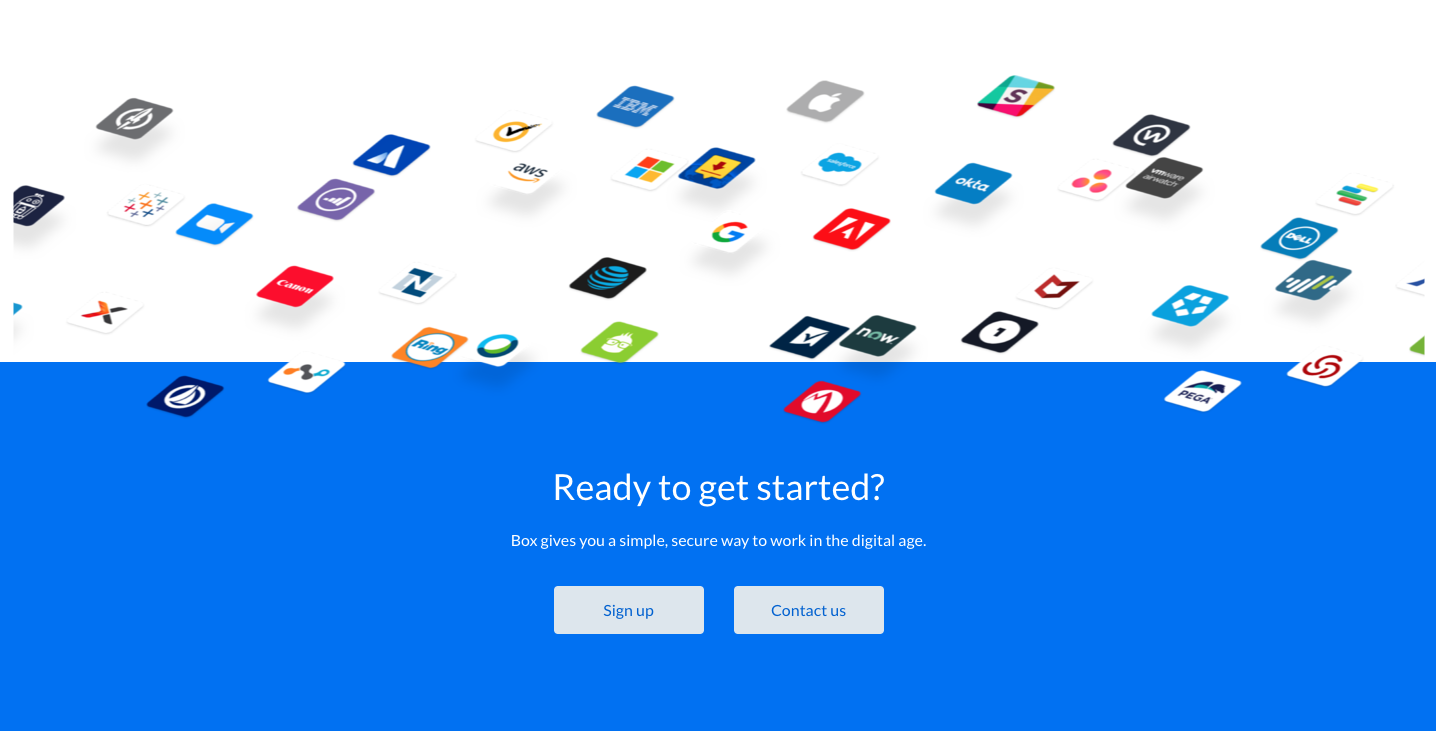 IBM
S
W
aws
salesforce
okta
vmware
airwatch
G
DELL
Canon
N
Ring
now
1
PEGA
Ready to get started?
Box gives you a simple, secure way to work in the digital age.
Sign up
Contact us